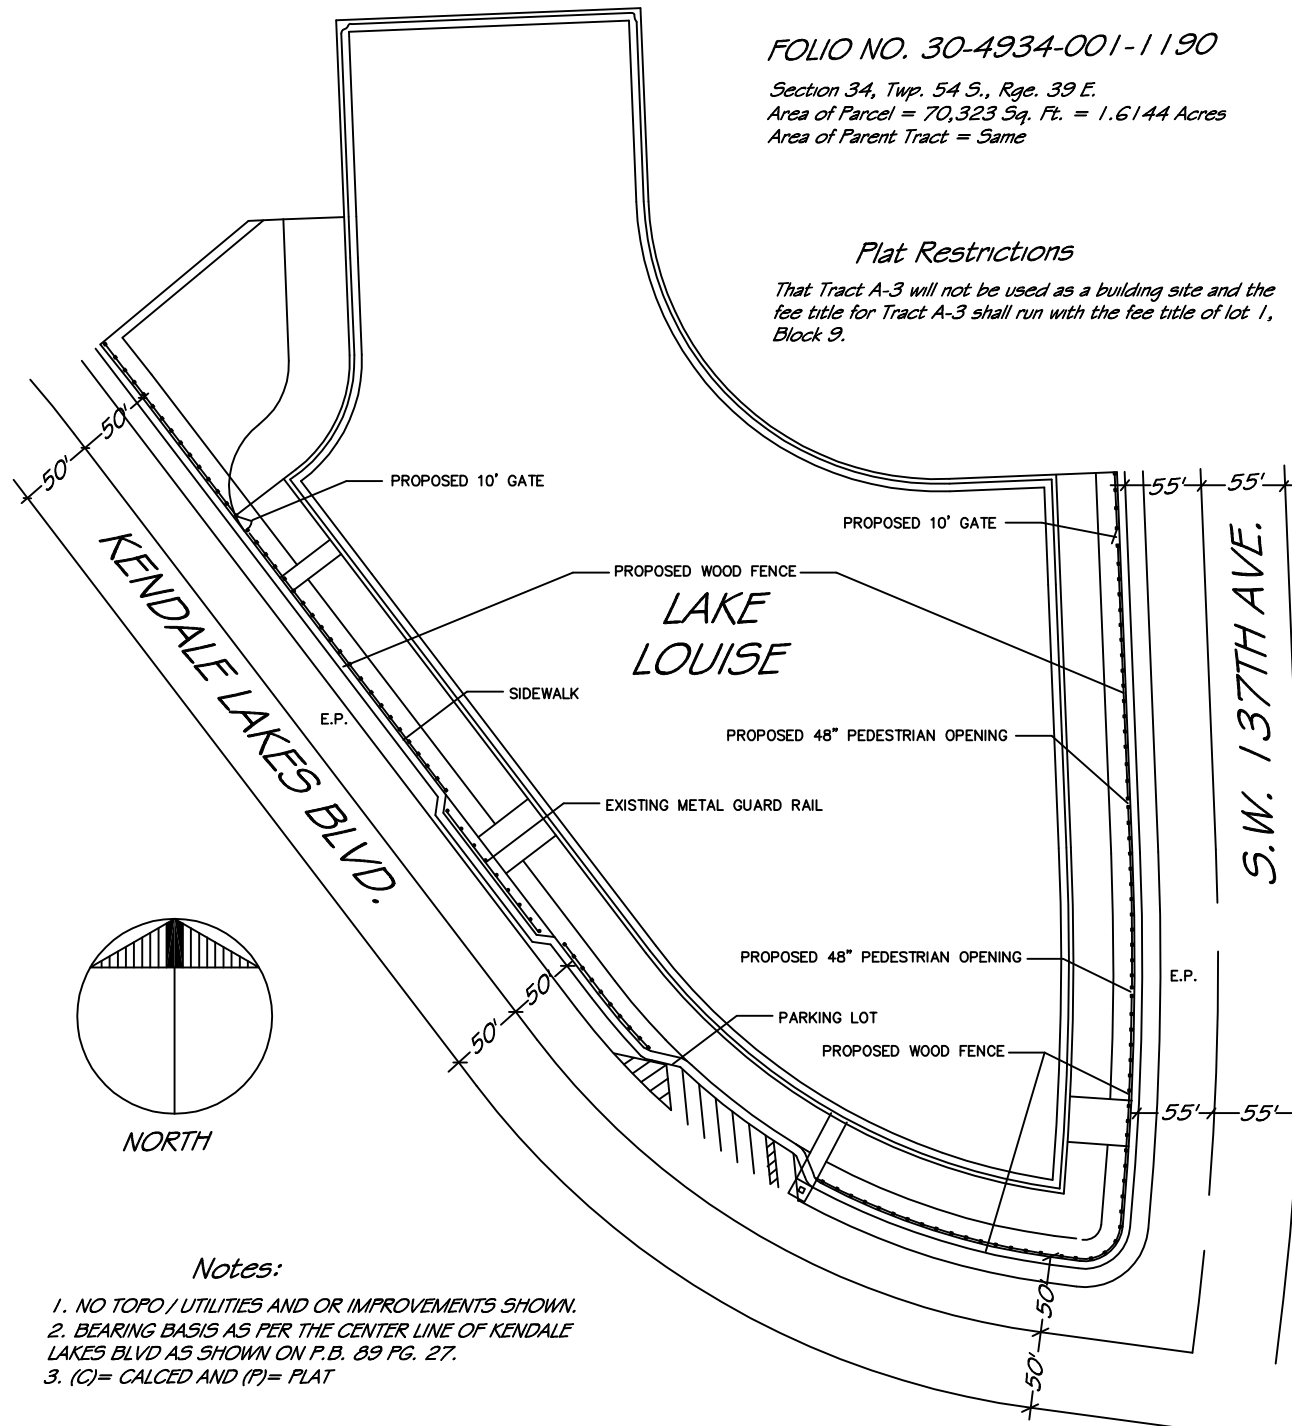 FOLIO NO. 30-4934-001-1190
Section 34, Twp. 54 S., Rge. 39 E.
Area of Parcel = 70,323 Sq. Ft. = 1.6144 Acres
Area of Parent Tract = Same
Plat Restrictions
That Tract A-3 will not be used as a building site and the
fee title for Tract A-3 shall run with the fee title of lot 1,
Block 9.
50'
50'
PROPOSED 10' GATE
55'
55'
PROPOSED 10' GATE
PROPOSED WOOD FENCE
LAKE
LOUISE
KENDALE LAKES BLVD.
S.W. 137TH AVE.
SIDEWALK
E.P.
PROPOSED 48" PEDESTRIAN OPENING
EXISTING METAL GUARD RAIL
PROPOSED 48" PEDESTRIAN OPENING
E.P.
50'
50'
PARKING LOT
PROPOSED WOOD FENCE
55'
55'
NORTH
50'
50'
Notes:
1. NO TOPO / UTILITIES AND OR IMPROVEMENTS SHOWN.
2. BEARING BASIS AS PER THE CENTER LINE OF KENDALE
LAKES BLVD AS SHOWN ON P.B. 89 PG. 27.
3. (C)= CALCED AND (P)= PLAT